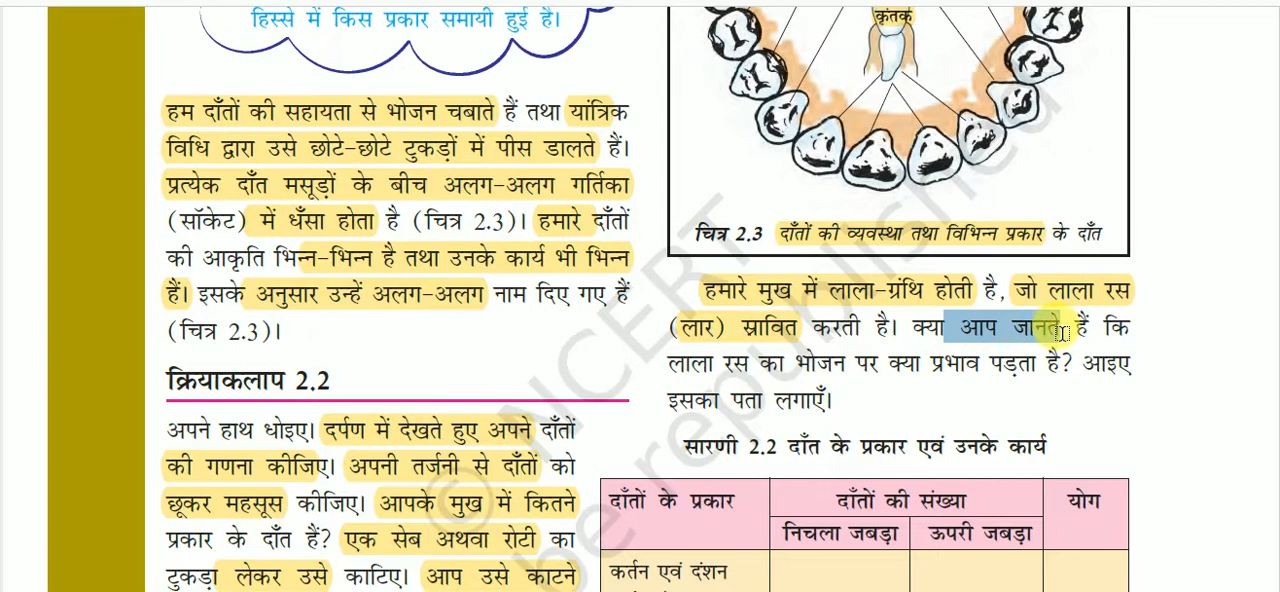 हिस्से में किस प्रकार समायी हुई है।
हम दाँतों की सहायता से भोजन चबाते हैं तथा यांत्रिक
विधि द्वारा उसे छोटे-छोटे टुकड़ों में पीस डालते हैं।
प्रत्येक दाँत मसूड़ों के बीच अलग-अलग गर्तिका
(सॉकेट) में धँसा होता है (चित्र 2.3)। हमारे दाँतों
की आकृति भिन्न-भिन्न है तथा उनके कार्य भी भिन्न
हैं। इसके अनुसार उन्हें अलग-अलग नाम दिए गए हैं
(चित्र 2.3)।
क्रियाकलाप 2.2
अपने हाथ धोइए। दर्पण में देखते हुए अपने दाँतों
की गणना कीजिए। अपनी तर्जनी से दाँतों को
छूकर महसूस कीजिए। आपके मुख में कितने
प्रकार के दाँत हैं? एक सेब अथवा रोटी का
टुकड़ा लेकर उसे काटिए। आप उसे काटने
कृंतक
चित्र 2.3 दाँतों की व्यवस्था तथा विभिन्न प्रकार के दाँत
हमारे मुख में लाला-ग्रंथि होती है, जो लाला रस
(लार) स्रावित करती है। क्या आप जानते हैं कि
लाला रस का भोजन पर क्या प्रभाव पड़ता है? आइए
इसका पता लगाएँ।
सारणी 2.2 दाँत के प्रकार एवं उनके कार्य
दाँतों के प्रकार दाँतों की संख्या योग
निचला जबड़ा ऊपरी जबड़ा
कर्तन एवं दंशन
© NCERT
be republished